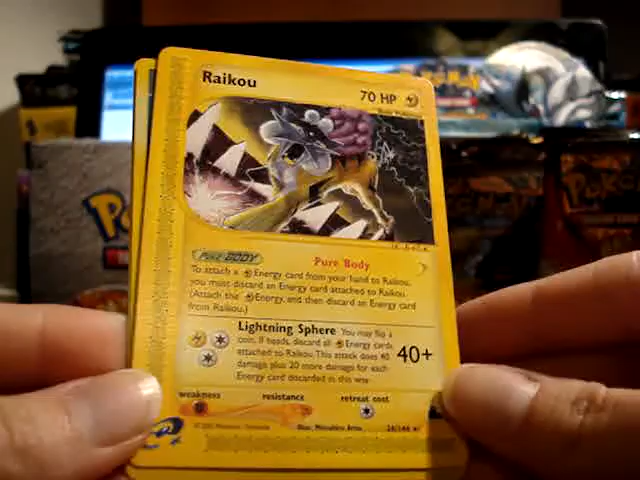 Raikou
70 HP
Poké-BODY
Pure Body
To attach a Energy card from your hand to Raikou,
you must discard an Energy card attached to Raikou.
(Attach the Energy, and then discard an Energy card
from Raikou.)
Lightning Sphere You may flip a
coin. If heads, discard all Energy cards
attached to Raikou. This attack does 40
damage plus 20 more damage for each
Energy card discarded in this way.
40+
weakness resistance retreat cost